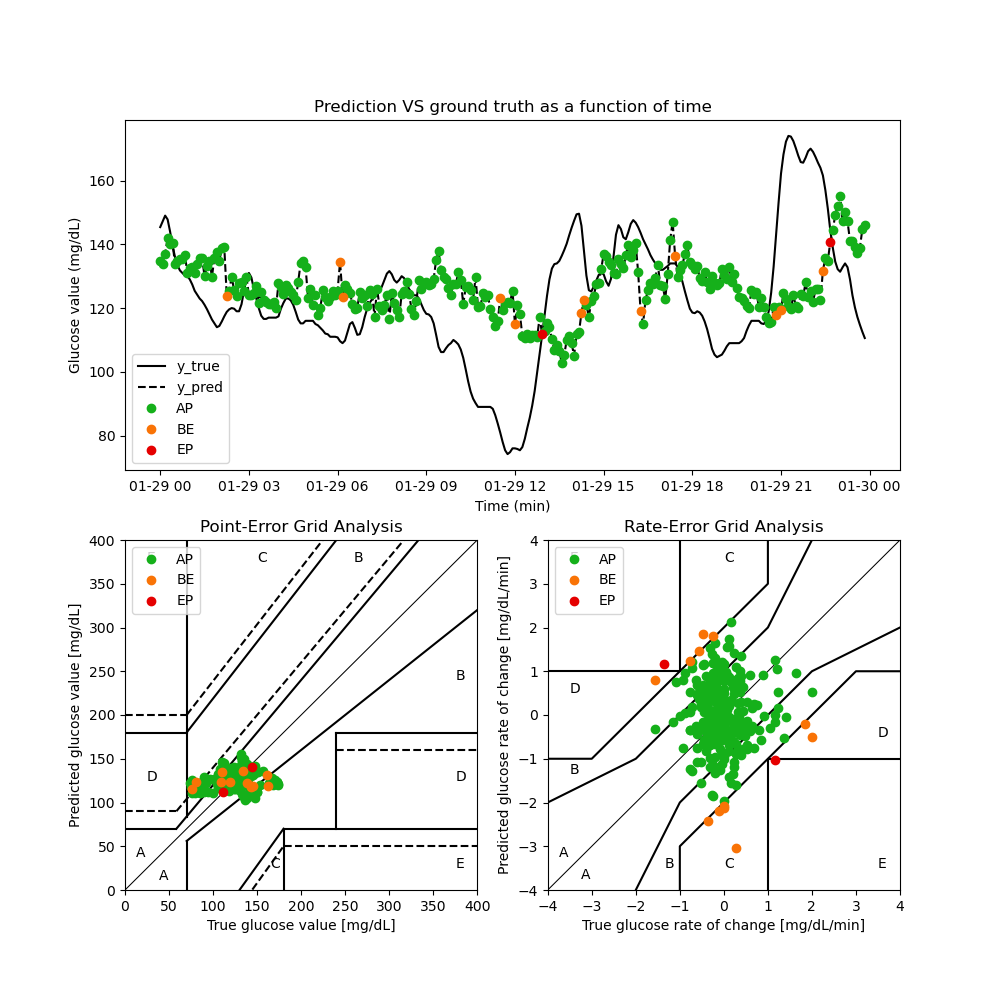 Prediction VS ground truth as a function of time
Glucose value (mg/dL)
160
140
120
100
80
y_true
y_pred
AP
BE
EP
01-29 00 01-29 03 01-29 06 01-29 09 01-29 12 01-29 15 01-29 18 01-29 21 01-30 00
Time (min)
Point-Error Grid Analysis
Predicted glucose value [mg/dL]
400
350
300
250
200
150
100
50
0
AP
BE
EP
C
B
B
D
D
A
A
C
E
0 50 100 150 200 250 300 350 400
True glucose value [mg/dL]
Rate-Error Grid Analysis
Predicted glucose rate of change [mg/dL/min]
4
3
2
1
0
−1
−2
−3
−4
AP
BE
EP
C
D
D
B
A
A
B
C
E
−4 −3 −2 −1 0 1 2 3 4
True glucose rate of change [mg/dL/min]